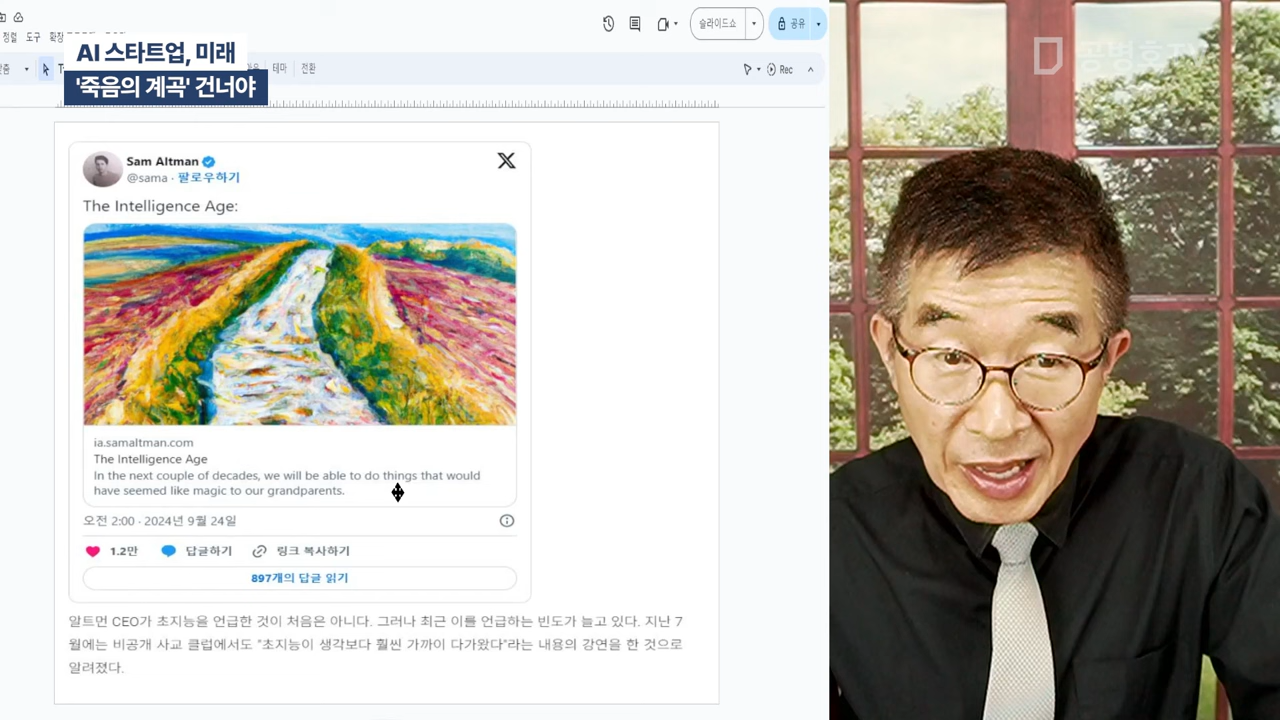 정렬 도구 확장
슬라이드쇼
공유
AI 스타트업, 미래
'죽음의 계곡' 건너야
테마
전환
Rec
공병호TV
Sam Altman
@sama · 팔로우하기
The Intelligence Age:
ia.samaltman.com
The Intelligence Age
In the next couple of decades, we will be able to do things that would
have seemed like magic to our grandparents.
오전 2:00 · 2024년 9월 24일
1.2만 답글하기 링크 복사하기
897개의 답글 읽기
알트먼 CEO가 초지능을 언급한 것이 처음은 아니다. 그러나 최근 이를 언급하는 빈도가 늘고 있다. 지난 7
월에는 비공개 사교 클럽에서도 "초지능이 생각보다 훨씬 가까이 다가왔다"라는 내용의 강연을 한 것으로
알려졌다.